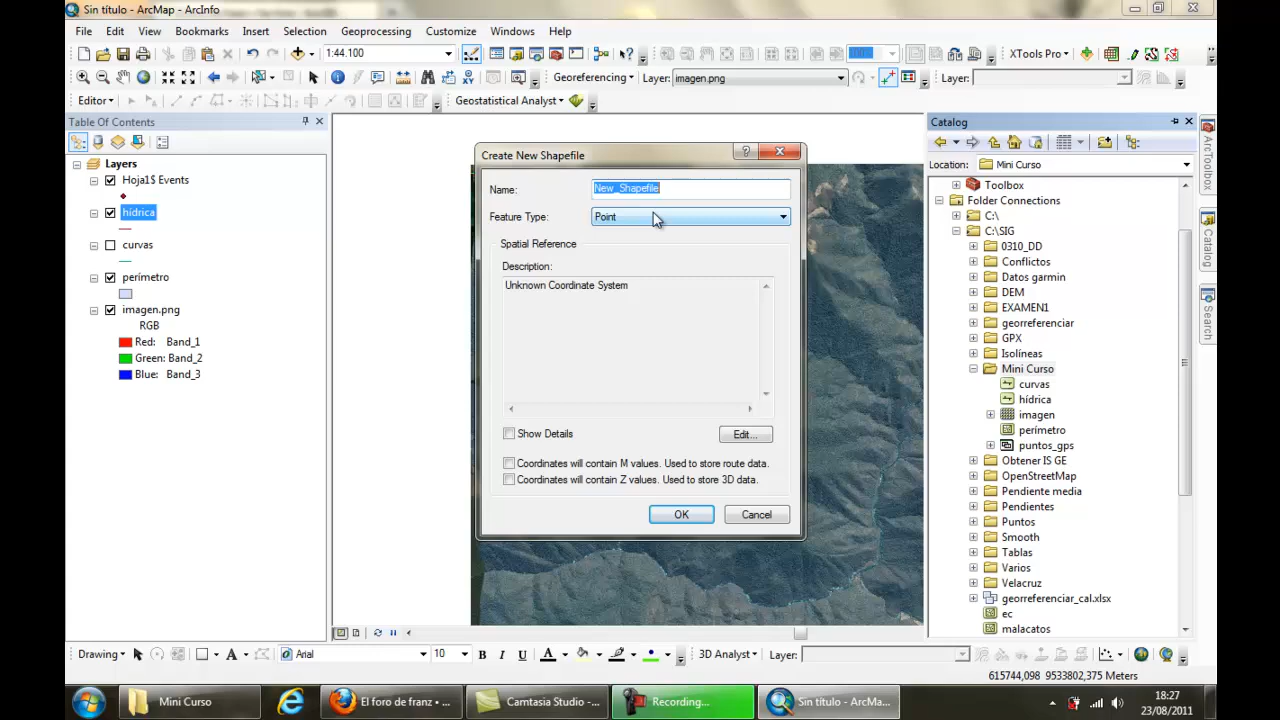 Sin título - ArcMap - ArcInfo
File Edit View Bookmarks Insert Selection Geoprocessing Customize Windows Help
1:44.100
XTools Pro
Georeferencing Layer: imagen.png Layer:
Editor Geostatistical Analyst
Table Of Contents
Layers
Hoja1$ Events
hídrica
curvas
perímetro
imagen.png
RGB
Red: Band_1
Green: Band_2
Blue: Band_3
Create New Shapefile
Name: New_Shapefile
Feature Type: Point
Spatial Reference
Description:
Unknown Coordinate System
Show Details
Edit...
Coordinates will contain M values. Used to store route data.
Coordinates will contain Z values. Used to store 3D data.
OK Cancel
Catalog
Location: Mini Curso
Toolbox
Folder Connections
C:\
C:\SIG
0310_DD
Conflictos
Datos garmin
DEM
EXAMEN1
georreferenciar
GPX
Isolíneas
Mini Curso
curvas
hídrica
imagen
perímetro
puntos_gps
Obtener IS GE
OpenStreetMap
Pendiente media
Pendientes
Puntos
Smooth
Tablas
Varios
Velacruz
georreferenciar_cal.xlsx
ec
malacatos
ArcToolbox
Catalog
Search
Drawing Arial 10 B I U A 3D Analyst Layer:
615744,098 9533802,375 Meters
Mini Curso El foro de franz • ... Camtasia Studio -... Recording... Sin título - ArcMa...
18:27
23/08/2011